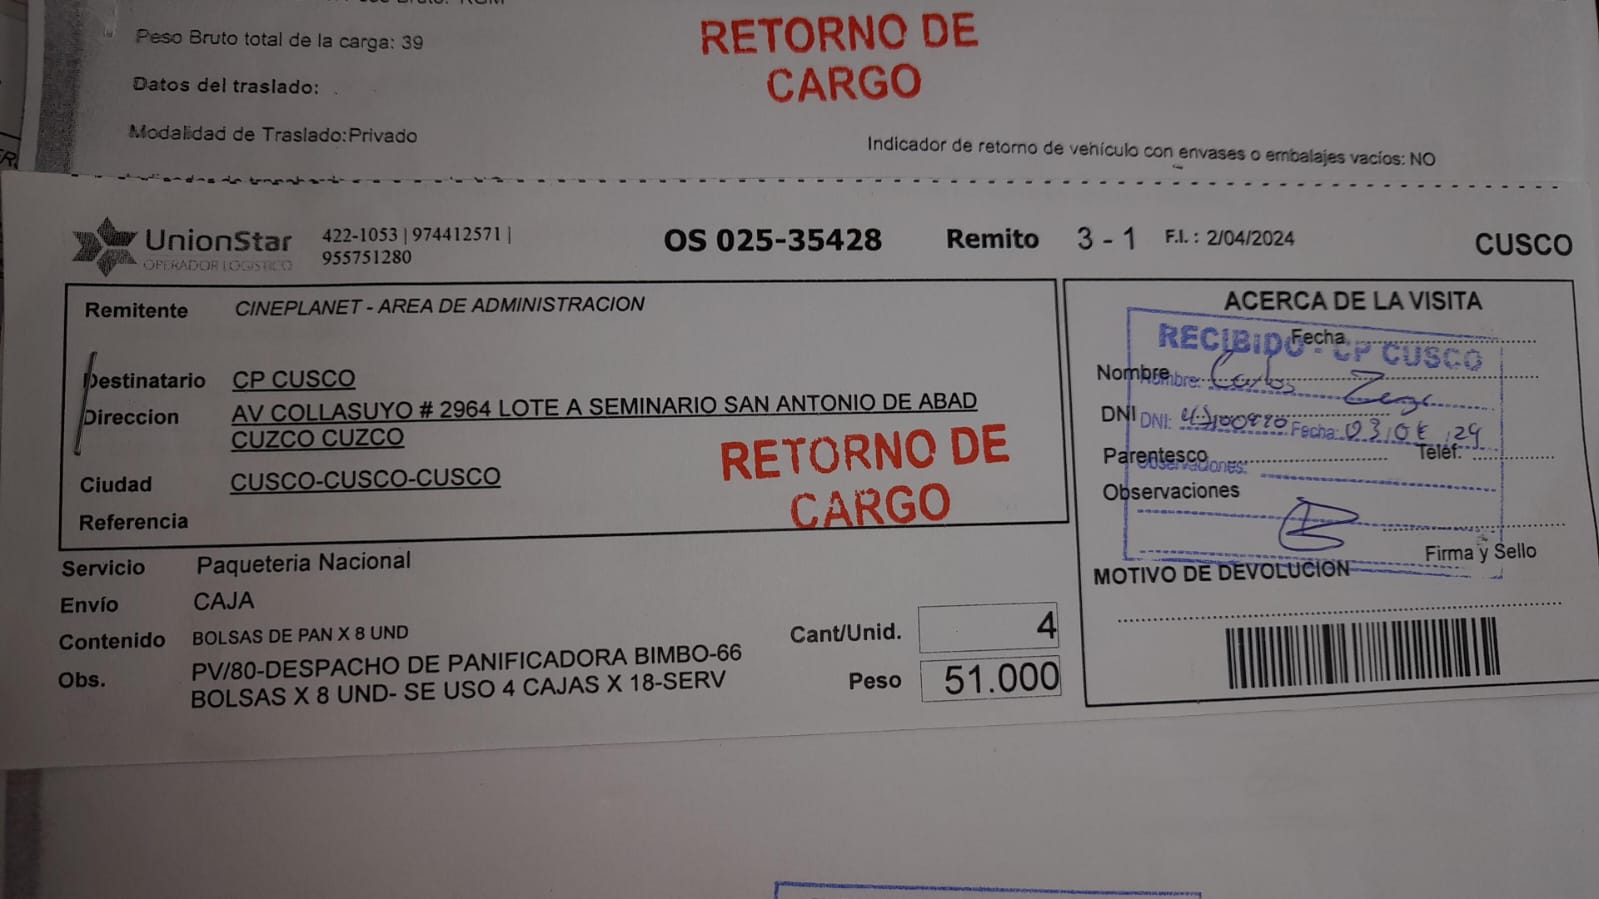 Peso Bruto total de la carga: 39
RETORNO DE
CARGO
Datos del traslado:
Modalidad de Traslado:Privado
Indicador de retorno de vehículo con envases o embalajes vacíos: NO
UnionStar
OPERADOR LOGISTICO
422-1053 | 974412571 |
955751280
OS 025-35428
Remito 3 - 1
F.I. : 2/04/2024
CUSCO
Remitente CINEPLANET - AREA DE ADMINISTRACION
Destinatario CP CUSCO
Direccion AV COLLASUYO # 2964 LOTE A SEMINARIO SAN ANTONIO DE ABAD
CUZCO CUZCO
Ciudad CUSCO-CUSCO-CUSCO
Referencia
RETORNO DE
CARGO
Servicio Paqueteria Nacional
Envío CAJA
Contenido BOLSAS DE PAN X 8 UND
Obs. PV/80-DESPACHO DE PANIFICADORA BIMBO-66
BOLSAS X 8 UND- SE USO 4 CAJAS X 18-SERV
Cant/Unid. 4
Peso 51.000
ACERCA DE LA VISITA
Fecha
RECIBIDO - CP CUSCO
Nombre
Nombre: Carlos
DNI
DNI: Fecha:
Parentesco Teléf.
Observaciones:
Observaciones
Firma y Sello
MOTIVO DE DEVOLUCION